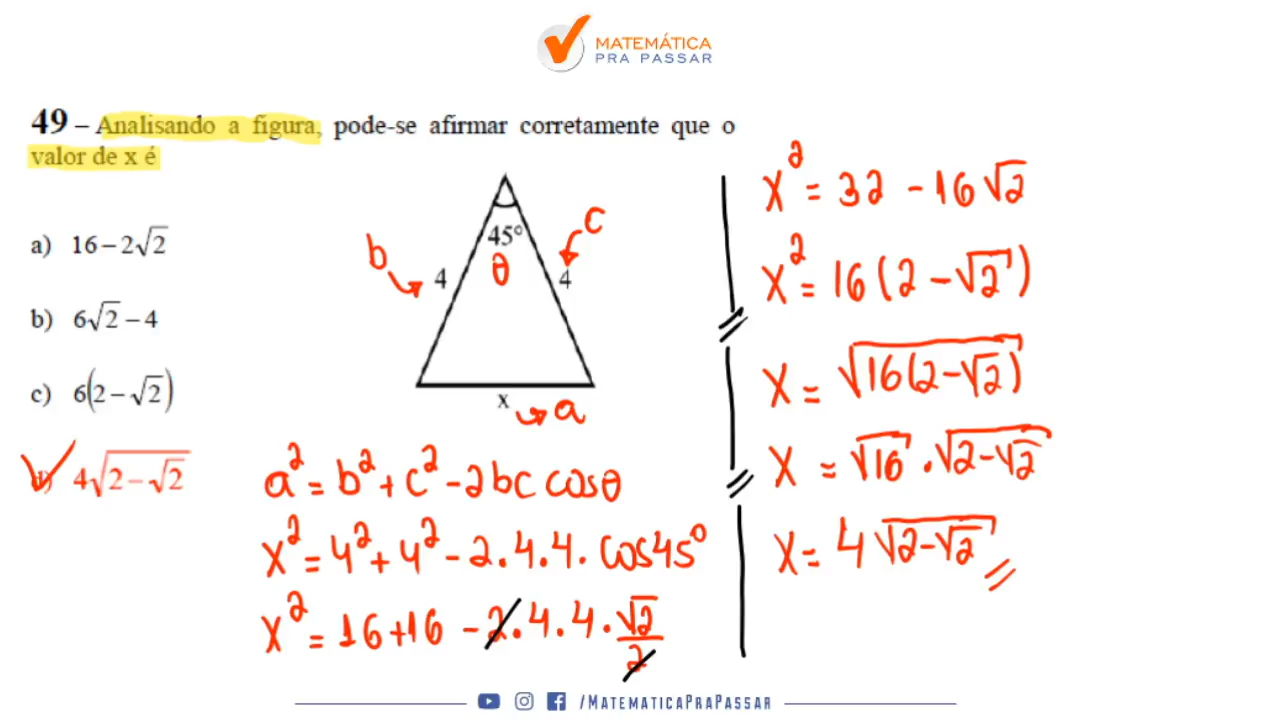 MATEMÁTICA
PRA PASSAR
49 – Analisando a figura, pode-se afirmar corretamente que o
valor de x é
a) 16 − 2√2
b) 6√2 − 4
c) 6(2 − √2)
d) 4√(2 − √2)
45°
θ
b
4
c
4
x
a
a² = b² + c² − 2bc cosθ
x² = 4² + 4² − 2.4.4. cos45°
x² = 16 + 16 − 2.4.4.√2/2
x² = 32 − 16√2
x² = 16(2 − √2)
x = √(16(2 − √2))
x = √16 . √(2 − √2)
x = 4√(2 − √2)
/MATEMATICAPRAPASSAR